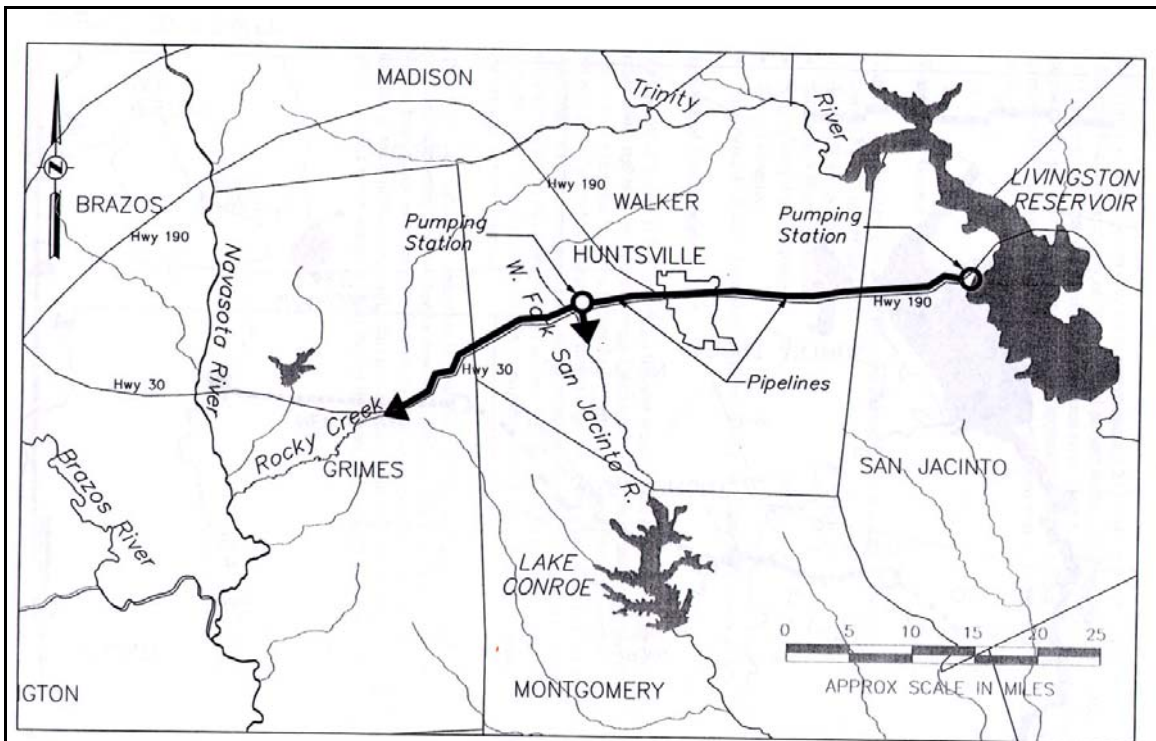 MADISON
Trinity
River
BRAZOS
Hwy 190
Hwy 190
WALKER
LIVINGSTON
RESERVOIR
Pumping
Station
Pumping
Station
HUNTSVILLE
Navasota River
W. Fork San Jacinto R.
Hwy 190
Hwy 30
Hwy 30
Pipelines
Rocky Creek
GRIMES
SAN JACINTO
Brazos River
LAKE
CONROE
0 5 10 15 20 25
APPROX SCALE IN MILES
INGTON
MONTGOMERY